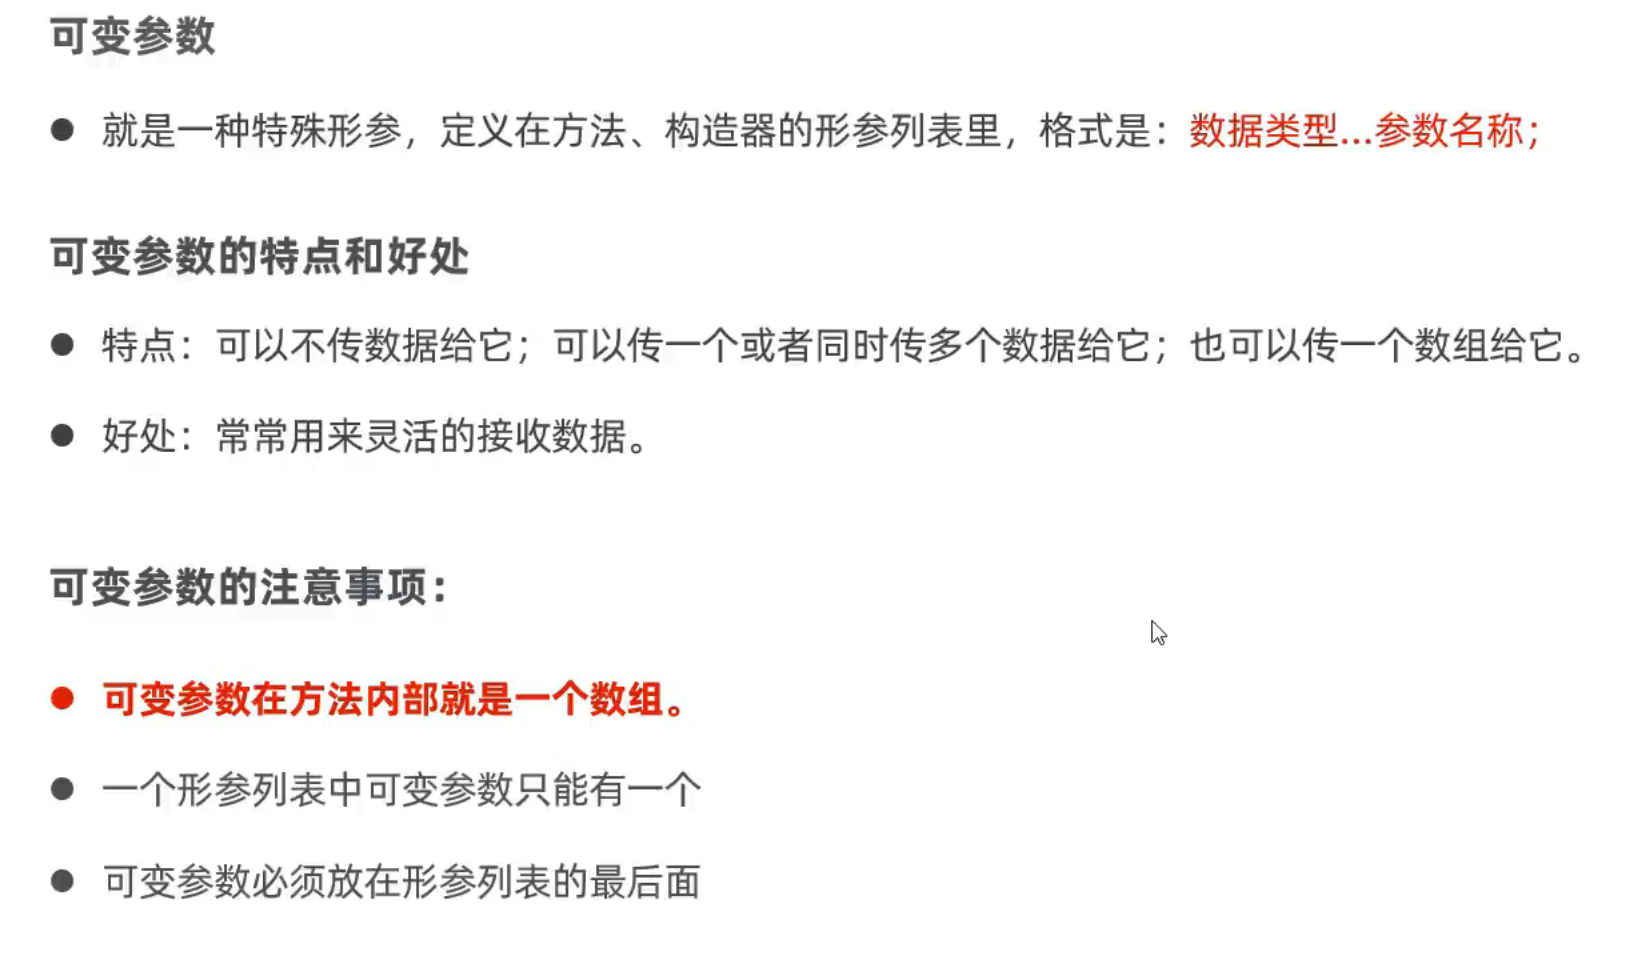 可变参数
● 就是一种特殊形参，定义在方法、构造器的形参列表里，格式是：数据类型...参数名称；
可变参数的特点和好处
● 特点：可以不传数据给它；可以传一个或者同时传多个数据给它；也可以传一个数组给它。
● 好处：常常用来灵活的接收数据。
可变参数的注意事项：
● 可变参数在方法内部就是一个数组。
● 一个形参列表中可变参数只能有一个
● 可变参数必须放在形参列表的最后面